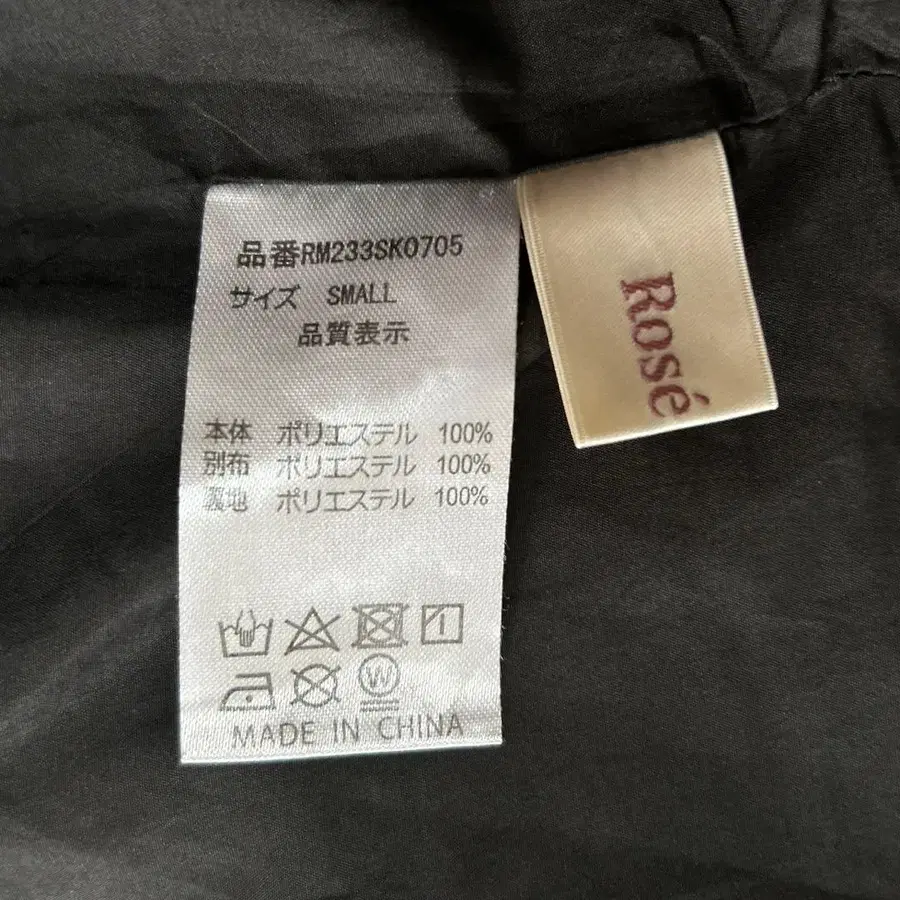 品番RM233SK0705
サイズ SMALL
品質表示
本体 ポリエステル 100%
別布 ポリエステル 100%
裏地 ポリエステル 100%
W
MADE IN CHINA
Rosé